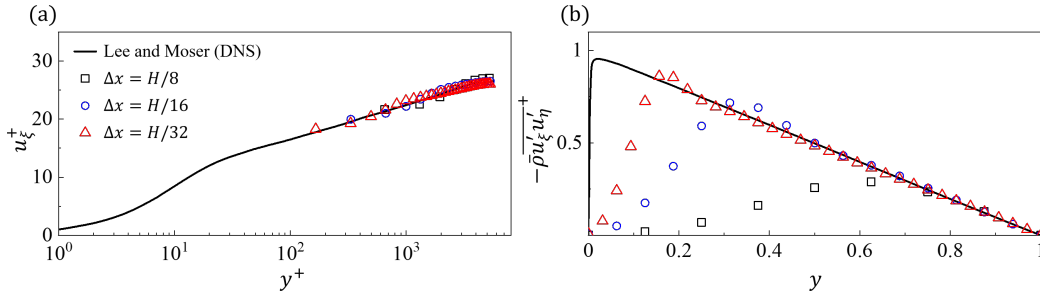 (a)
30
20
10
0
u_ξ^+
10^0
10^1
10^2
10^3
y^+
Lee and Moser (DNS)
Δx = H/8
Δx = H/16
Δx = H/32
(b)
1
0.5
-ρ̄u′_ξu′_η^+
0
0.2
0.4
0.6
0.8
1
y